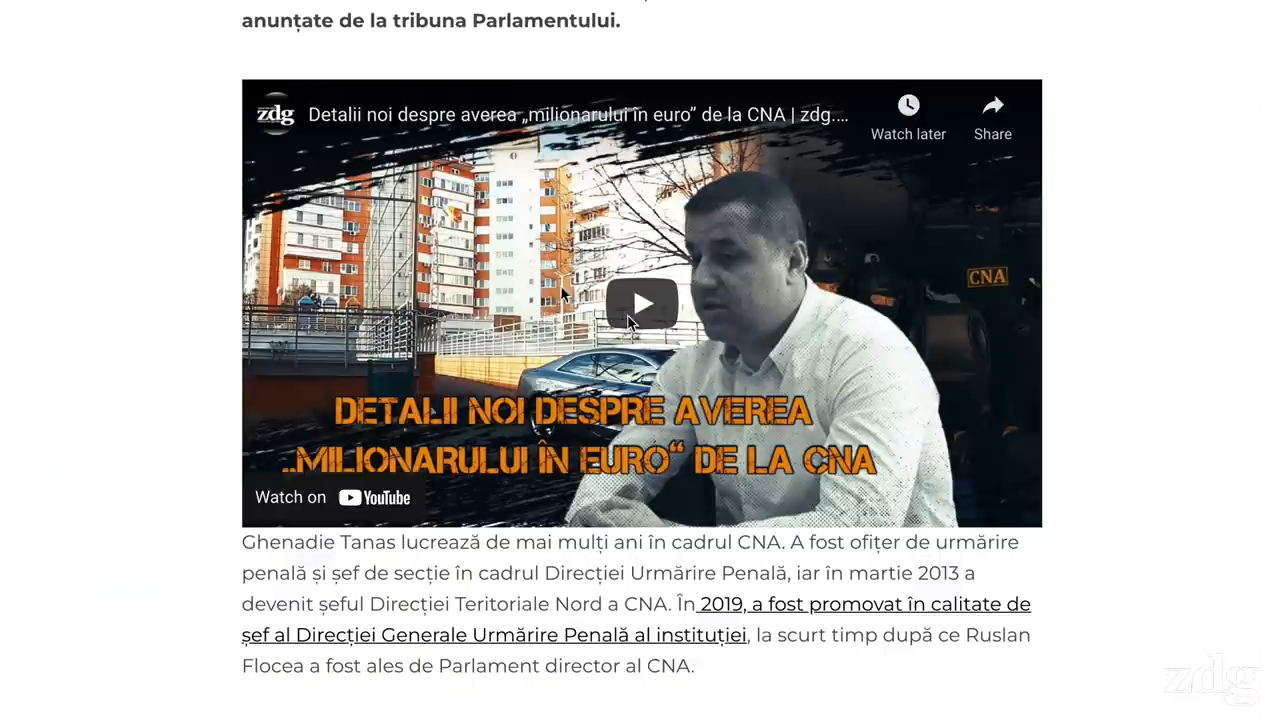 anunțate de la tribuna Parlamentului.
zdg
Detalii noi despre averea „milionarului în euro” de la CNA | zdg....
Watch later
Share
CNA
DETALII NOI DESPRE AVEREA
„MILIONARULUI ÎN EURO“ DE LA CNA
Watch on YouTube
Ghenadie Tanas lucrează de mai mulți ani în cadrul CNA. A fost ofițer de urmărire
penală și șef de secție în cadrul Direcției Urmărire Penală, iar în martie 2013 a
devenit șeful Direcției Teritoriale Nord a CNA. În 2019, a fost promovat în calitate de
șef al Direcției Generale Urmărire Penală al instituției, la scurt timp după ce Ruslan
Flocea a fost ales de Parlament director al CNA.
zdg